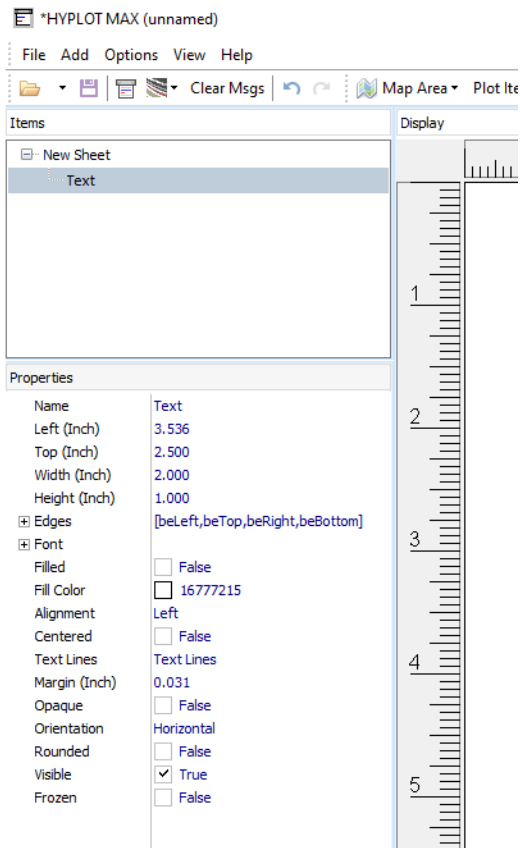 *HYPLOT MAX (unnamed)
File Add Options View Help
Clear Msgs Map Area Plot Ite
Items Display
New Sheet
Text
1
Properties
Name Text
2
Left (Inch) 3.536
Top (Inch) 2.500
Width (Inch) 2.000
Height (Inch) 1.000
Edges [beLeft,beTop,beRight,beBottom]
3
Font
Filled False
Fill Color 16777215
Alignment Left
Centered False
Text Lines Text Lines
4
Margin (Inch) 0.031
Opaque False
Orientation Horizontal
Rounded False
Visible True
5
Frozen False